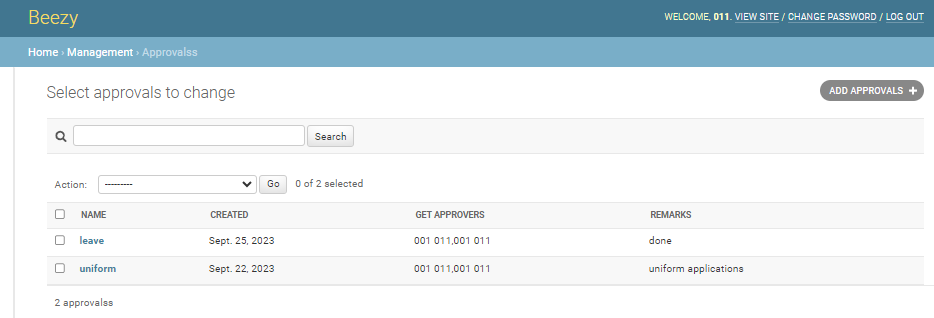 Beezy
WELCOME, 011. VIEW SITE / CHANGE PASSWORD / LOG OUT
Home › Management › Approvalss
Select approvals to change
ADD APPROVALS +
Search
Action: --------- Go 0 of 2 selected
NAME CREATED GET APPROVERS REMARKS
leave Sept. 25, 2023 001 011,001 011 done
uniform Sept. 22, 2023 001 011,001 011 uniform applications
2 approvalss